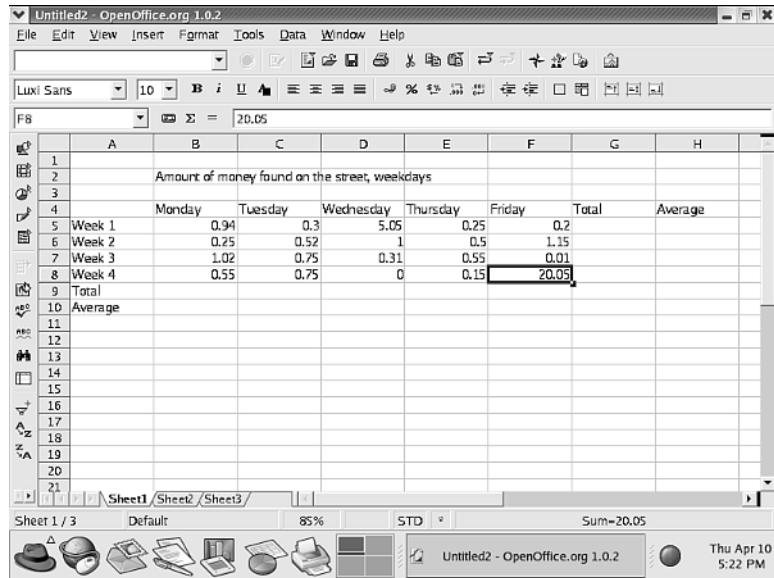 Untitled2 - OpenOffice.org 1.0.2
File Edit View Insert Format Tools Data Window Help
Luxi Sans 10 B i U A
F8 Σ = 20.05
A B C D E F G H
1
2 Amount of money found on the street, weekdays
3
4 Monday Tuesday Wednesday Thursday Friday Total Average
5 Week 1 0.94 0.3 5.05 0.25 0.2
6 Week 2 0.25 0.52 1 0.5 1.15
7 Week 3 1.02 0.75 0.31 0.55 0.01
8 Week 4 0.55 0.75 0 0.15 20.05
9 Total
10 Average
11
12
13
14
15
16
17
18
19
20
21
Sheet1 Sheet2 Sheet3
Sheet 1 / 3 Default 85% STD Sum=20.05
Untitled2 - OpenOffice.org 1.0.2 Thu Apr 10
5:22 PM